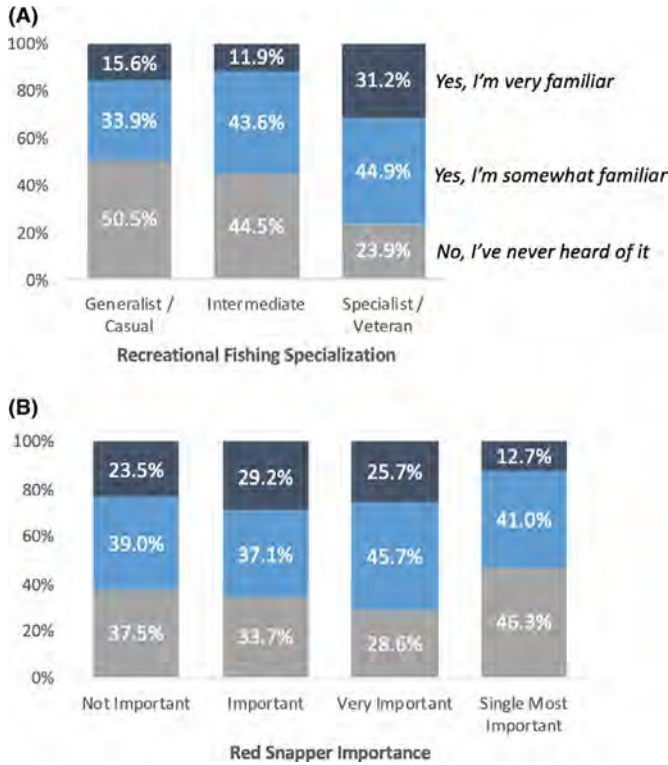 (A)
100%
80%
60%
40%
20%
0%
15.6%
11.9%
31.2%
Yes, I'm very familiar
33.9%
43.6%
44.9%
Yes, I'm somewhat familiar
50.5%
44.5%
23.9%
No, I've never heard of it
Generalist /
Casual
Intermediate
Specialist /
Veteran
Recreational Fishing Specialization
(B)
100%
80%
60%
40%
20%
0%
23.5%
29.2%
25.7%
12.7%
39.0%
37.1%
45.7%
41.0%
37.5%
33.7%
28.6%
46.3%
Not Important
Important
Very Important
Single Most
Important
Red Snapper Importance